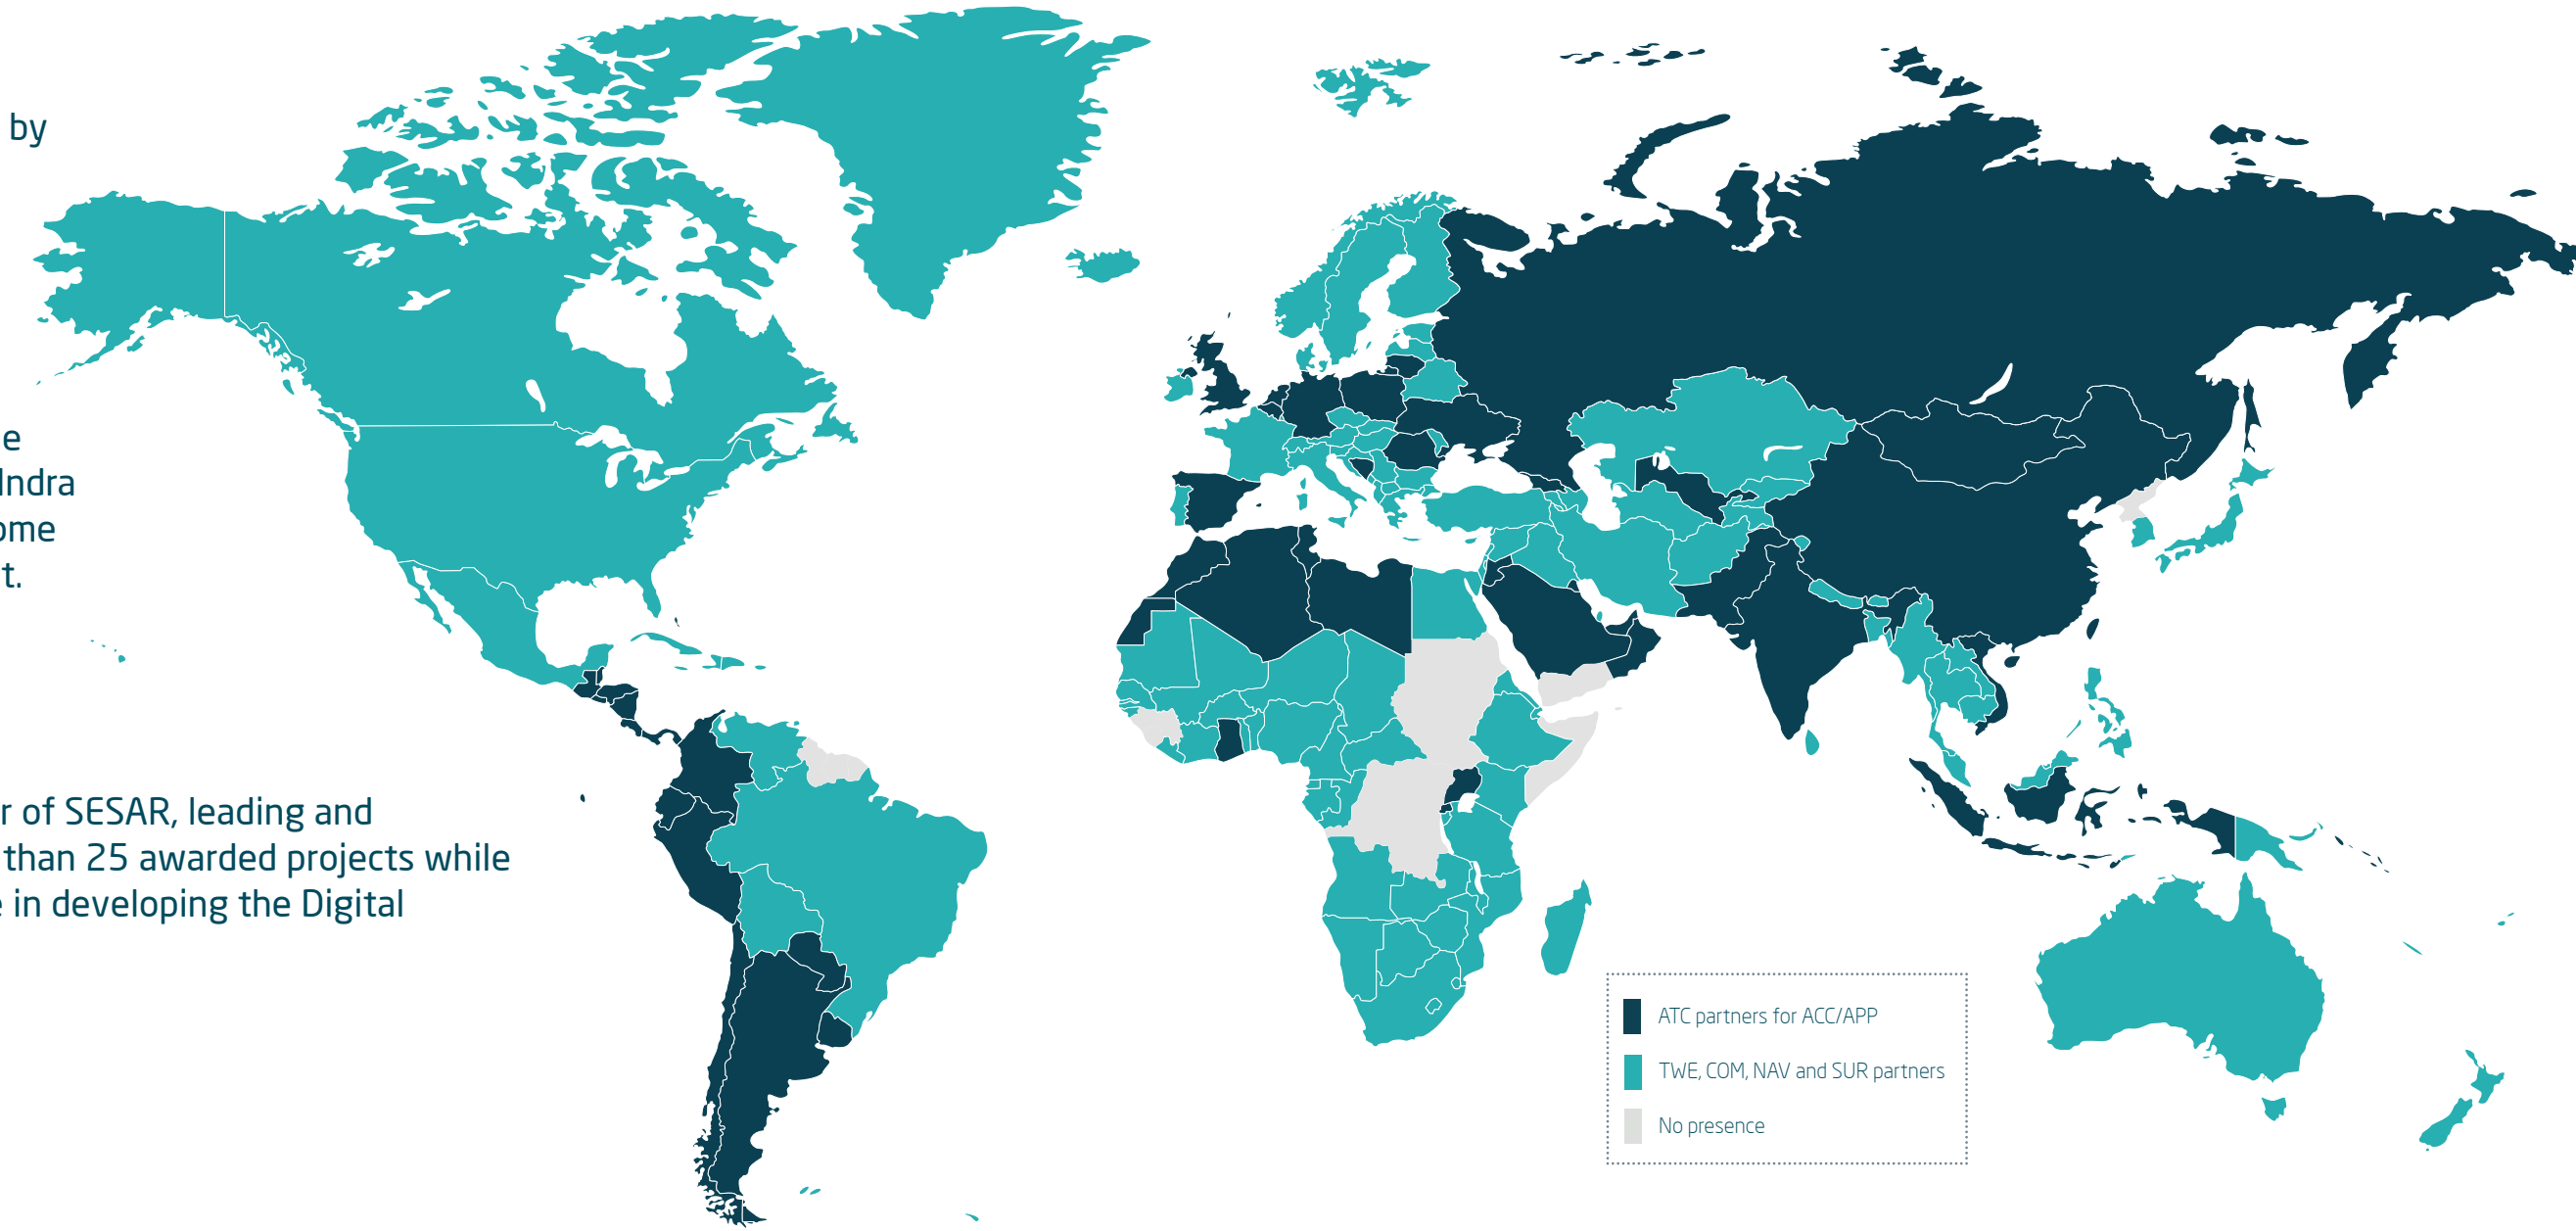 by
e
Indra
ome
t.
r of SESAR, leading and
than 25 awarded projects while
e in developing the Digital
ATC partners for ACC/APP
TWE, COM, NAV and SUR partners
No presence